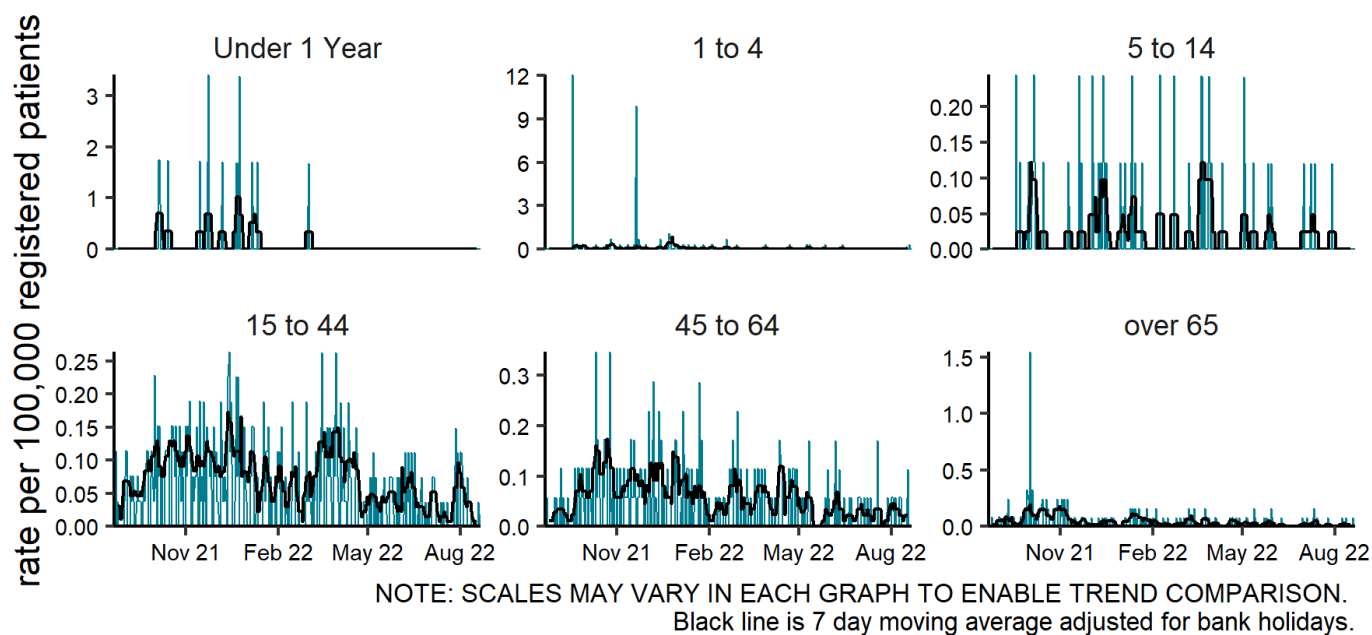 rate per 100,000 registered patients
Under 1 Year
3
2
1
0
1 to 4
12
9
6
3
0
5 to 14
0.20
0.15
0.10
0.05
0.00
15 to 44
0.25
0.20
0.15
0.10
0.05
0.00
Nov 21 Feb 22 May 22 Aug 22
45 to 64
0.3
0.2
0.1
0.0
Nov 21 Feb 22 May 22 Aug 22
over 65
1.5
1.0
0.5
0.0
Nov 21 Feb 22 May 22 Aug 22
NOTE: SCALES MAY VARY IN EACH GRAPH TO ENABLE TREND COMPARISON.
Black line is 7 day moving average adjusted for bank holidays.